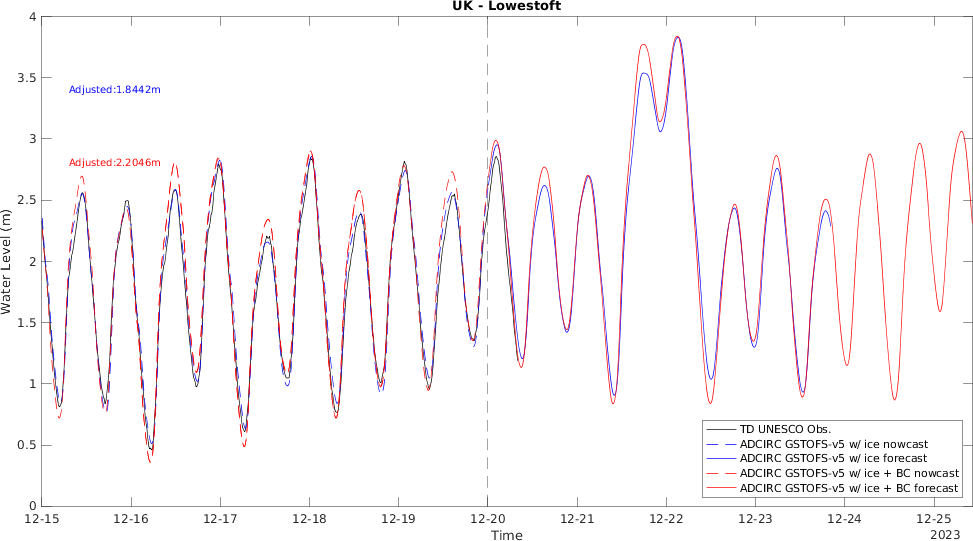 UK - Lowestoft
4
3.5
3
2.5
2
1.5
1
0.5
0
Water Level (m)
Adjusted:1.8442m
Adjusted:2.2046m
TD UNESCO Obs.
ADCIRC GSTOFS-v5 w/ ice nowcast
ADCIRC GSTOFS-v5 w/ ice forecast
ADCIRC GSTOFS-v5 w/ ice + BC nowcast
ADCIRC GSTOFS-v5 w/ ice + BC forecast
12-15 12-16 12-17 12-18 12-19 12-20 12-21 12-22 12-23 12-24 12-25
2023
Time